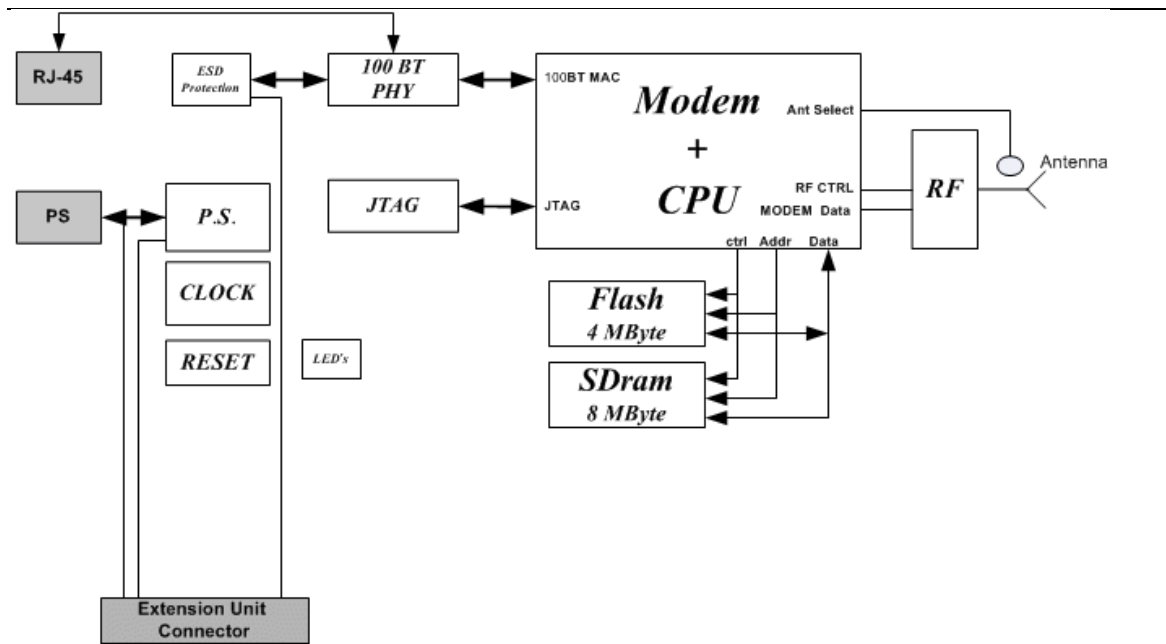 RJ-45
ESD
Protection
100 BT
PHY
100BT MAC
Modem
+
CPU
Ant Select
RF CTRL
MODEM Data
JTAG
ctrl Addr Data
RF
Antenna
PS
P.S.
JTAG
CLOCK
RESET
LED's
Flash
4 MByte
SDram
8 MByte
Extension Unit
Connector